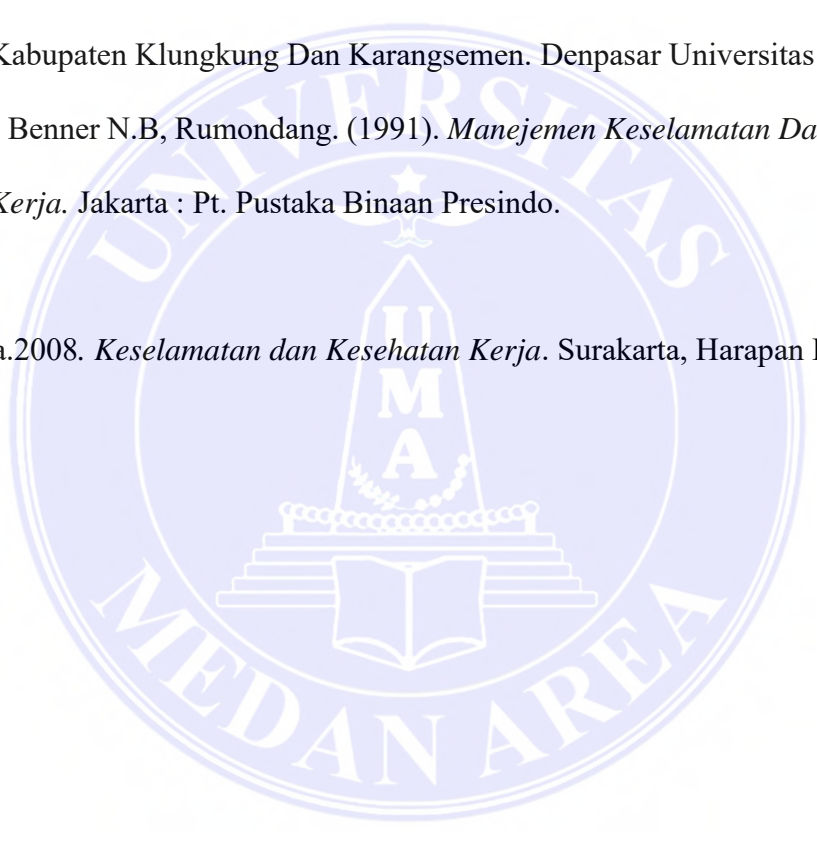 Kabupaten Klungkung Dan Karangsemen. Denpasar Universitas
Benner N.B, Rumondang. (1991). Manejemen Keselamatan Da
Kerja. Jakarta : Pt. Pustaka Binaan Presindo.
a.2008. Keselamatan dan Kesehatan Kerja. Surakarta, Harapan
UNIVERSITAS
UMA
MEDAN AREA